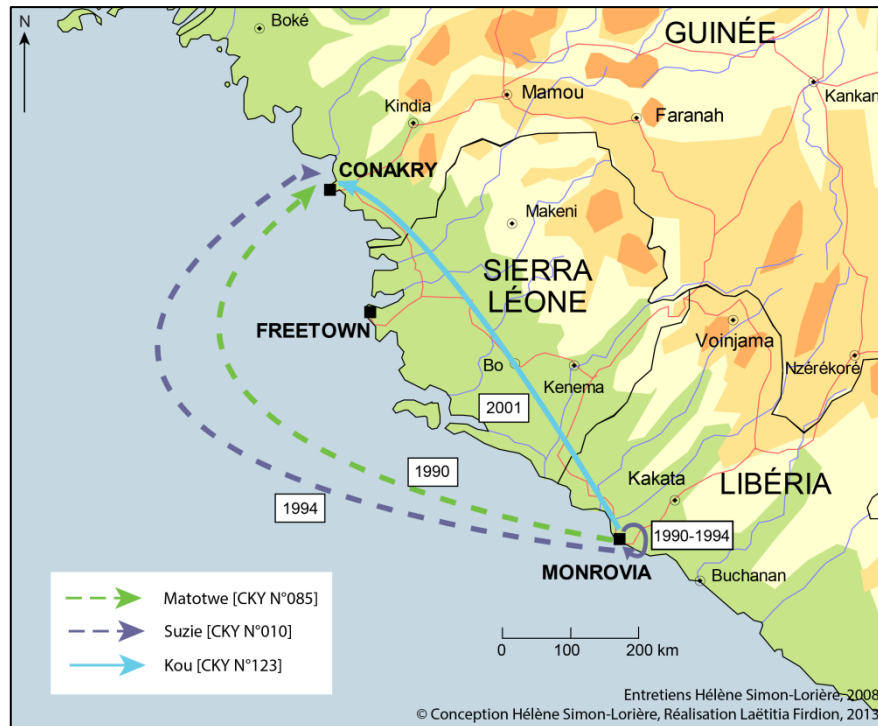 N
Boké
GUINÉE
Kindia
Mamou
Faranah
Kankan
CONAKRY
Makeni
SIERRA
LÉONE
FREETOWN
Voinjama
Nzérékoré
Bo
Kenema
2001
1990
1994
Kakata
LIBÉRIA
1990-1994
MONROVIA
Buchanan
Matotwe [CKY N°085]
Suzie [CKY N°010]
Kou [CKY N°123]
0 100 200 km
Entretiens Hélène Simon-Lorière, 2008
© Conception Hélène Simon-Lorière, Réalisation Laëtitia Firdion, 2013